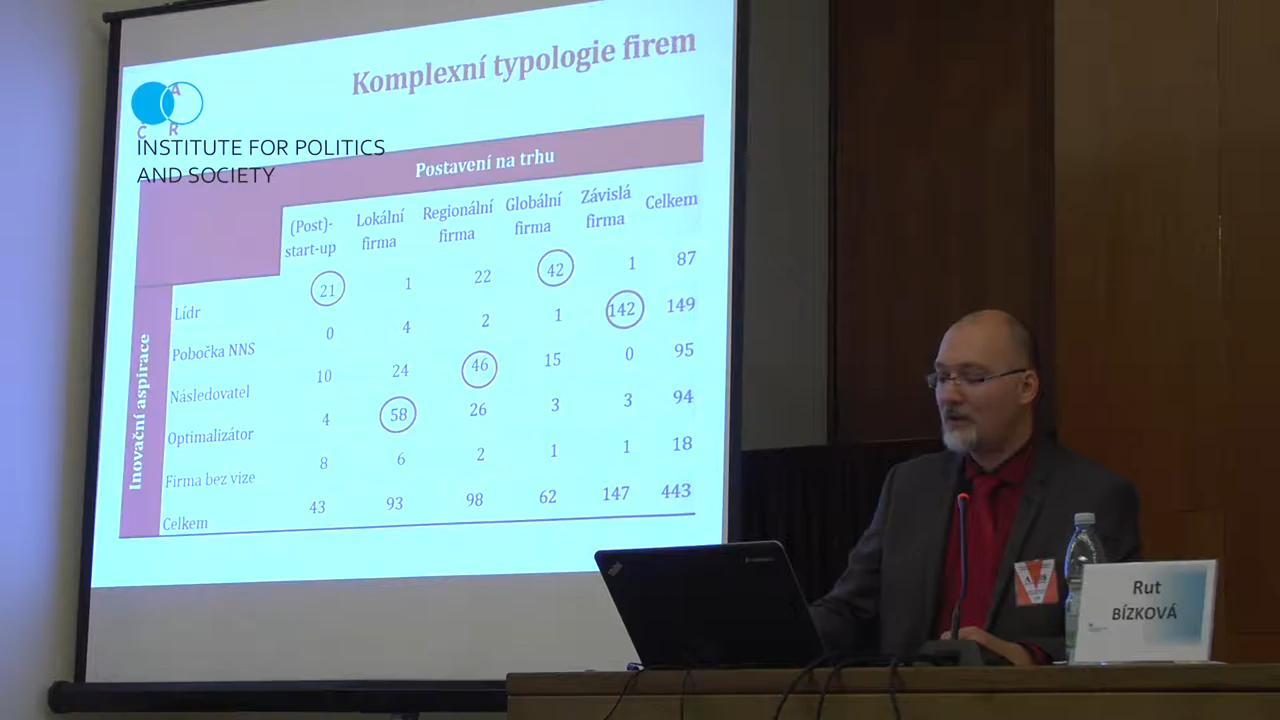 Komplexní typologie firem
A
Č R
INSTITUTE FOR POLITICS
AND SOCIETY
Postavení na trhu
(Post)-
start-up
Lokální
firma
Regionální
firma
Globální
firma
Závislá
firma
Celkem
Inovační aspirace
Lídr 21 1 22 42 1 87
Pobočka NNS 0 4 2 1 142 149
Následovatel 10 24 46 15 0 95
Optimalizátor 4 58 26 3 3 94
Firma bez vize 8 6 2 1 1 18
Celkem 43 93 98 62 147 443
Rut
BÍZKOVÁ